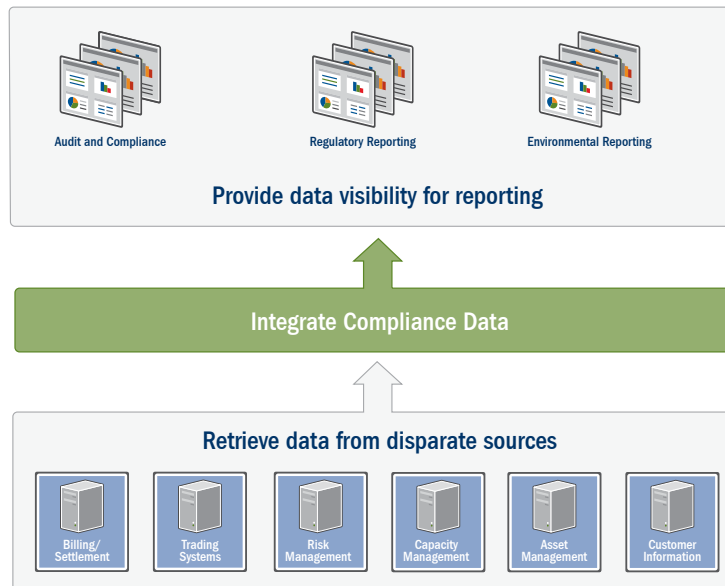 Audit and Compliance
Regulatory Reporting
Environmental Reporting
Provide data visibility for reporting
Integrate Compliance Data
Retrieve data from disparate sources
Billing/
Settlement
Trading
Systems
Risk
Management
Capacity
Management
Asset
Management
Customer
Information